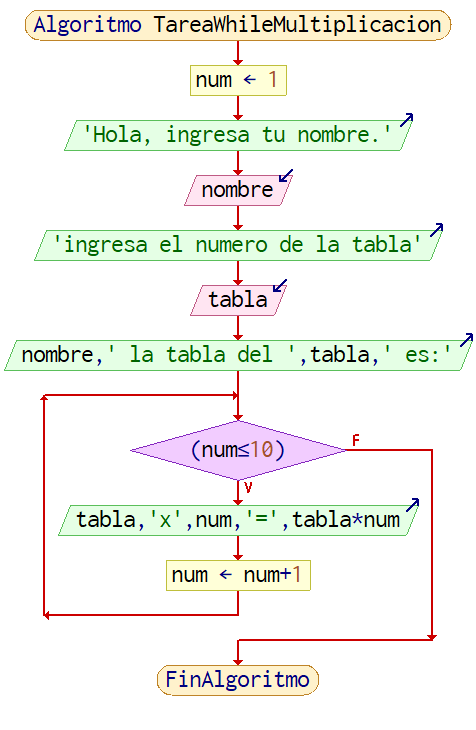 Algoritmo TareaWhileMultiplicacion
num ← 1
'Hola, ingresa tu nombre.'
nombre
'ingresa el numero de la tabla'
tabla
nombre,' la tabla del ',tabla,' es:'
(num≤10)
F
V
tabla,'x',num,'=',tabla*num
num ← num+1
FinAlgoritmo